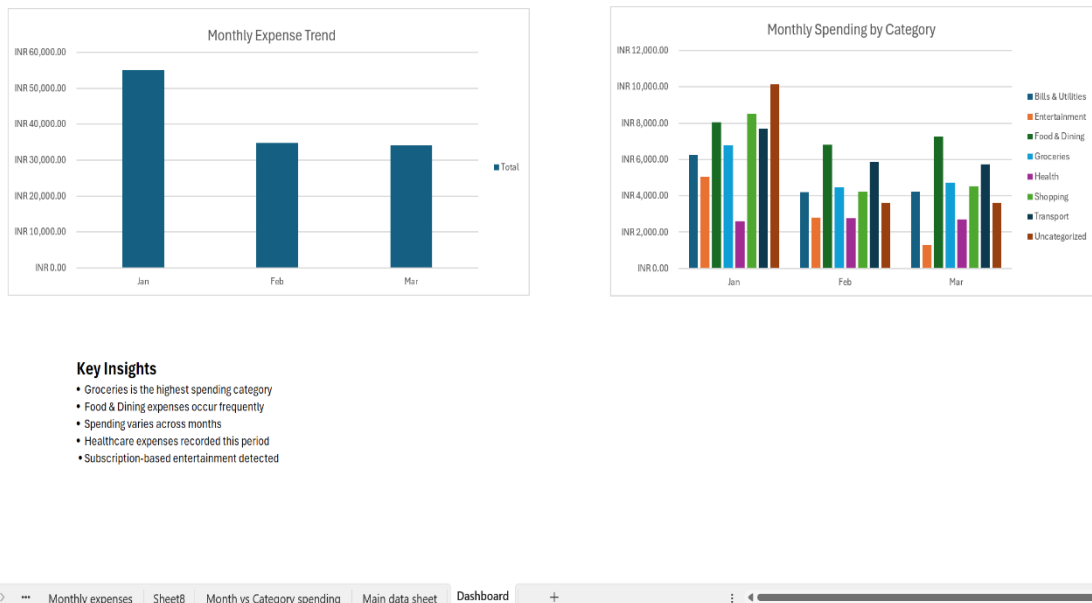 Monthly Expense Trend
INR 60,000.00
INR 50,000.00
INR 40,000.00
INR 30,000.00
INR 20,000.00
INR 10,000.00
INR 0.00
Jan
Feb
Mar
Total
Monthly Spending by Category
INR 12,000.00
INR 10,000.00
INR 8,000.00
INR 6,000.00
INR 4,000.00
INR 2,000.00
INR 0.00
Jan
Feb
Mar
Bills & Utilities
Entertainment
Food & Dining
Groceries
Health
Shopping
Transport
Uncategorized
Key Insights
• Groceries is the highest spending category
• Food & Dining expenses occur frequently
• Spending varies across months
• Healthcare expenses recorded this period
• Subscription-based entertainment detected
Monthly expenses Sheet8 Month vs Category spending Main data sheet Dashboard